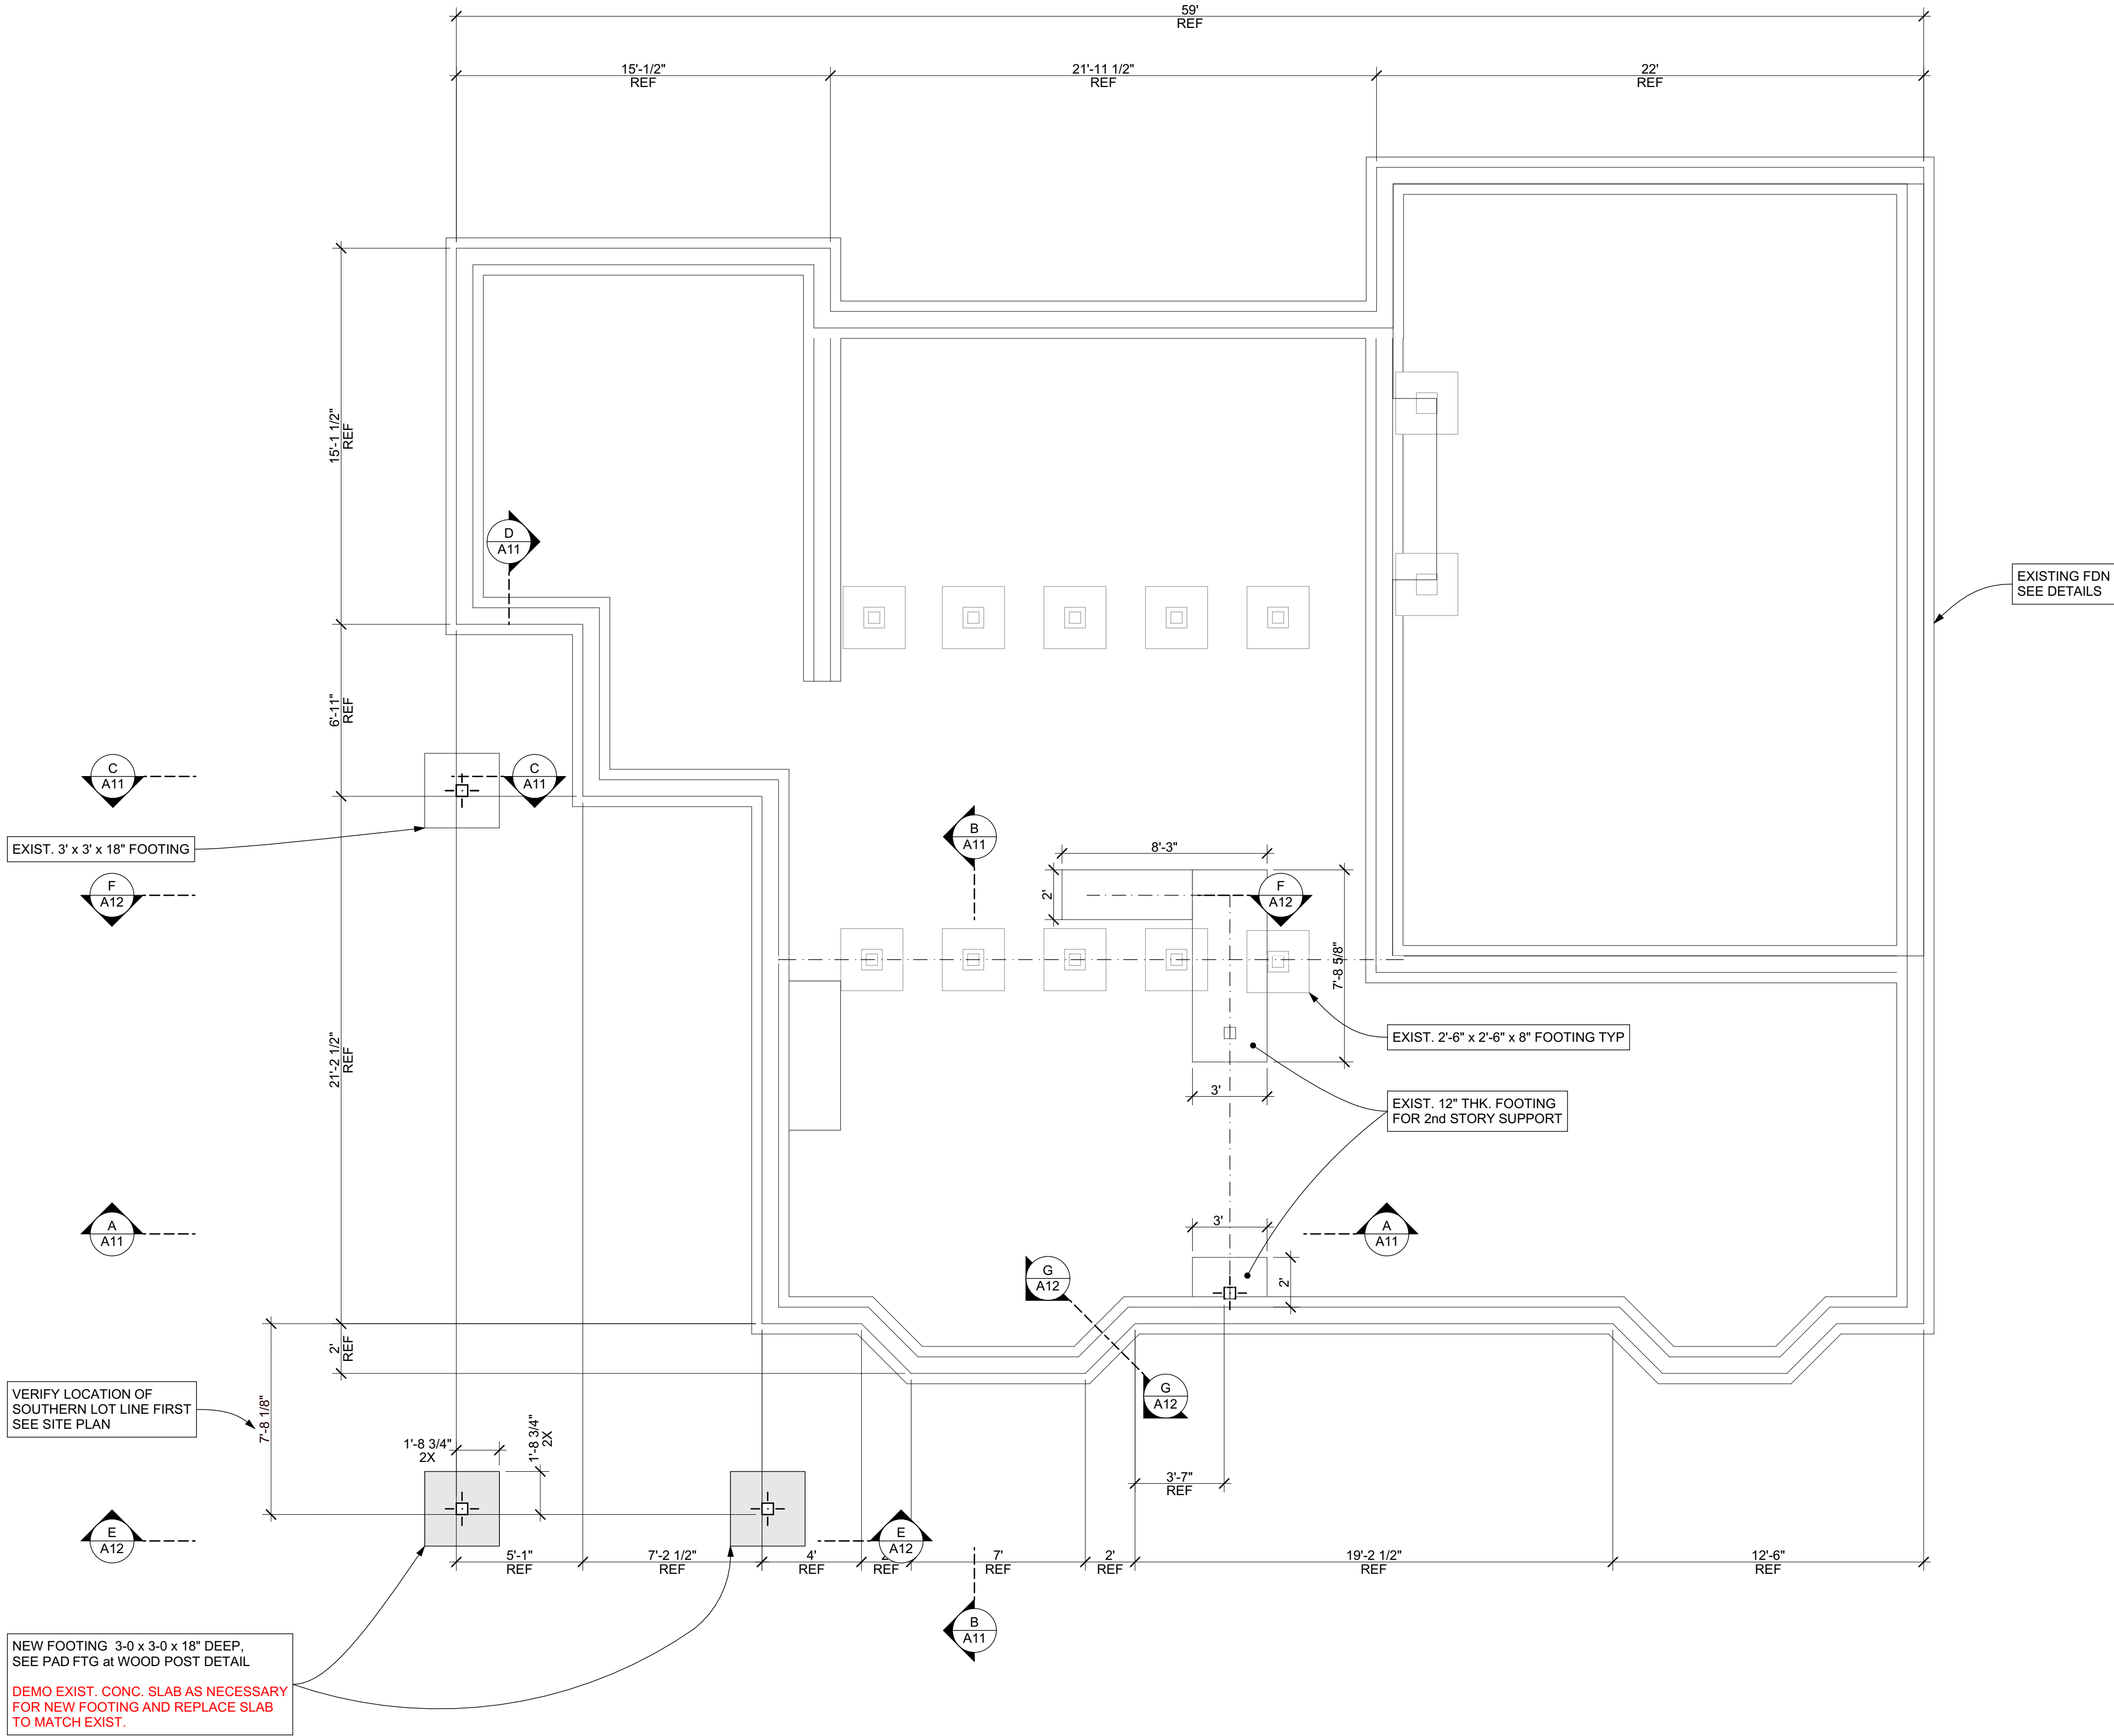 59'
REF
15'-1/2"
REF
21'-11 1/2"
REF
22'
REF
15'-1 1/2"
REF
D
A11
EXISTING FDN
SEE DETAILS
6'-11"
REF
C
A11
C
A11
EXIST. 3' x 3' x 18" FOOTING
B
A11
8'-3"
F
A12
2'
F
A12
7'-8 5/8"
EXIST. 2'-6" x 2'-6" x 8" FOOTING TYP
21'-2 1/2"
REF
3'
EXIST. 12" THK. FOOTING
FOR 2nd STORY SUPPORT
A
A11
3'
A
A11
G
A12
2'
2'
REF
VERIFY LOCATION OF
SOUTHERN LOT LINE FIRST
SEE SITE PLAN
7'-8 1/8"
G
A12
1'-8 3/4"
2X
1'-8 3/4"
2X
3'-7"
REF
E
A12
E
A12
5'-1"
REF
7'-2 1/2"
REF
4'
REF
REF
7'
REF
2'
REF
19'-2 1/2"
REF
12'-6"
REF
B
A11
NEW FOOTING 3-0 x 3-0 x 18" DEEP,
SEE PAD FTG at WOOD POST DETAIL
DEMO EXIST. CONC. SLAB AS NECESSARY
FOR NEW FOOTING AND REPLACE SLAB
TO MATCH EXIST.